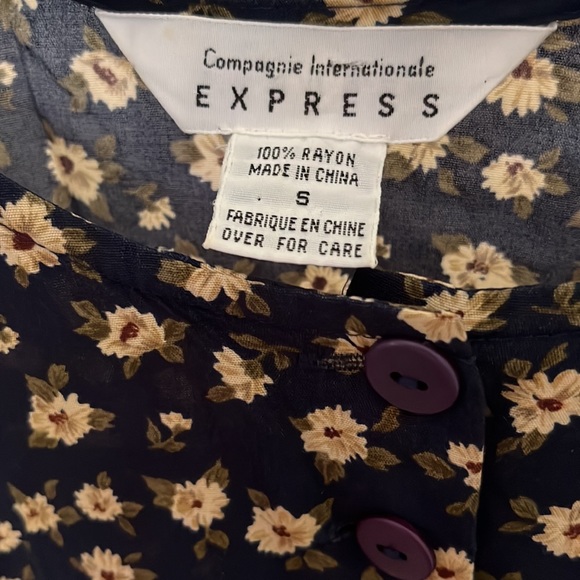 Compagnie Internationale
EXPRESS
100% RAYON
MADE IN CHINA
S
FABRIQUE EN CHINE
OVER FOR CARE